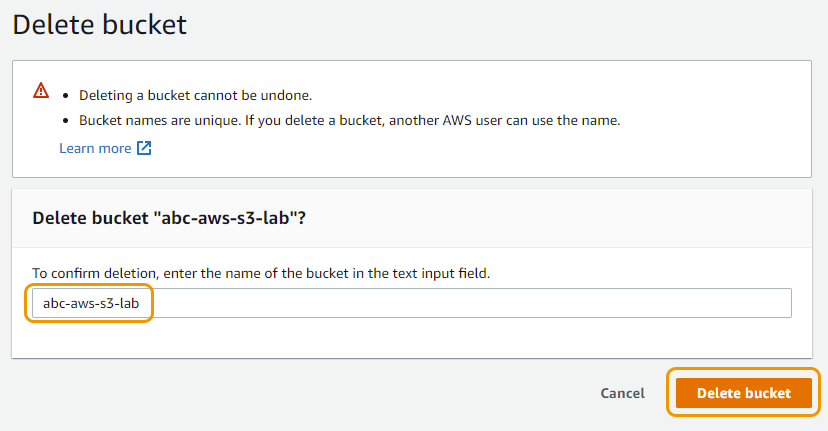 Delete bucket
Deleting a bucket cannot be undone.
Bucket names are unique. If you delete a bucket, another AWS user can use the name.
Learn more
Delete bucket "abc-aws-s3-lab"?
To confirm deletion, enter the name of the bucket in the text input field.
abc-aws-s3-lab
Cancel Delete bucket